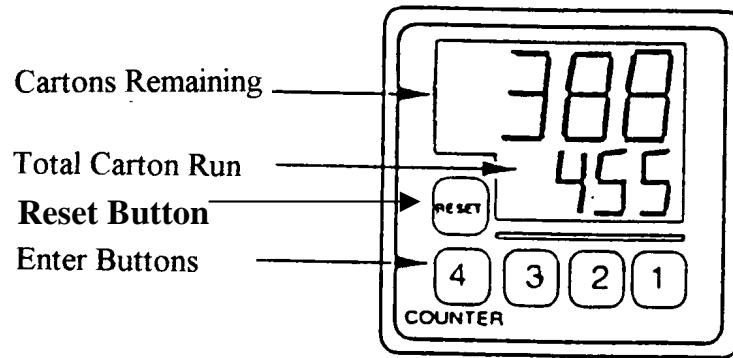 388
Cartons Remaining
Total Carton Run
455
Reset Button
RESET
Enter Buttons
4 3 2 1
COUNTER